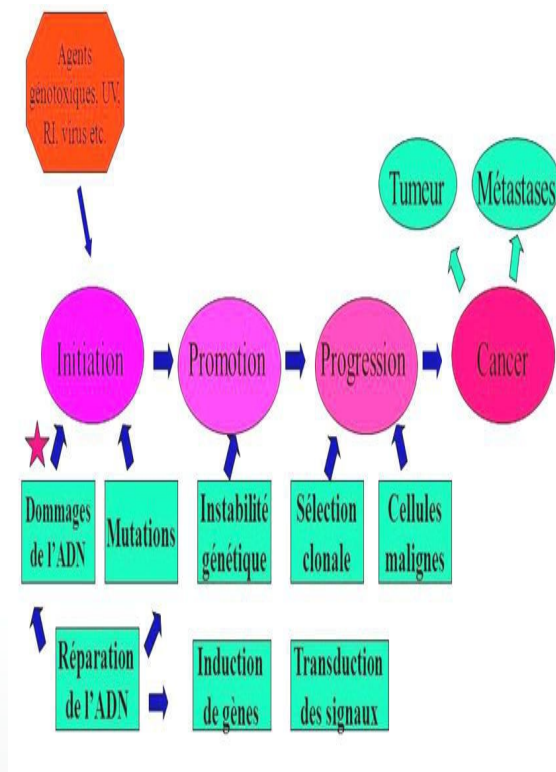 Agents
génotoxiques, UV,
RI, virus etc.
Tumeur
Métastases
Initiation
Promotion
Progression
Cancer
Dommages
de l'ADN
Mutations
Instabilité
génétique
Sélection
clonale
Cellules
malignes
Réparation
de l'ADN
Induction
de gènes
Transduction
des signaux